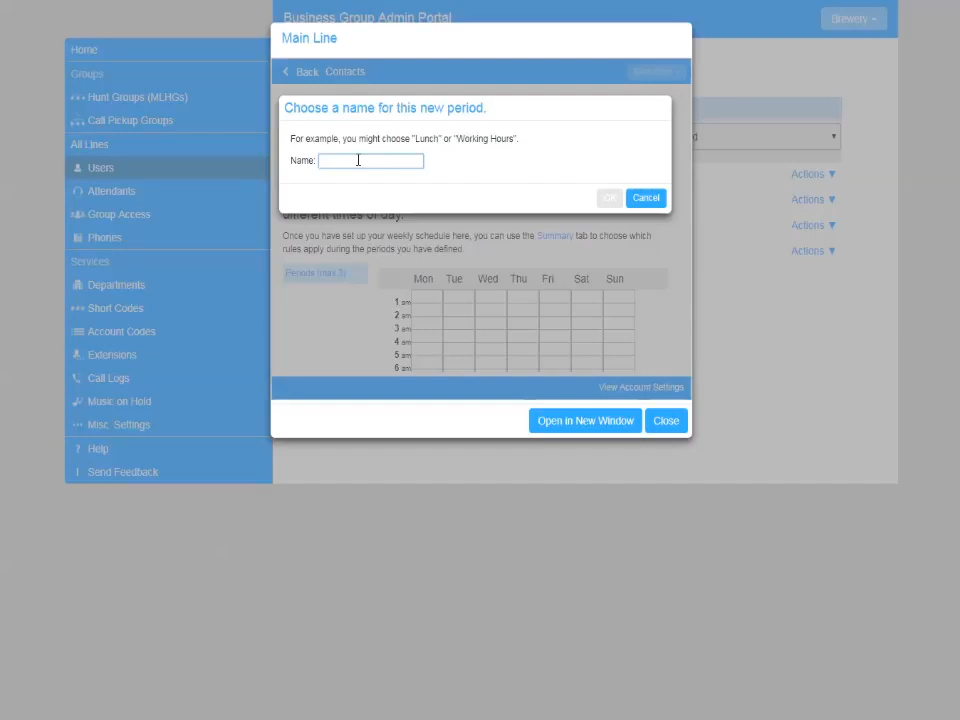 Business Group Admin Portal
Brewery
Home
Groups
Hunt Groups (MLHGs)
Call Pickup Groups
All Lines
Users
Attendants
Group Access
Phones
Services
Departments
Short Codes
Account Codes
Extensions
Call Logs
Music on Hold
Misc. Settings
? Help
! Send Feedback
Main Line
Back Contacts
Choose a name for this new period.
For example, you might choose "Lunch" or "Working Hours".
Name:
OK Cancel
different times of day.
Once you have set up your weekly schedule here, you can use the Summary tab to choose which
rules apply during the periods you have defined.
Periods (max 3)
Mon Tue Wed Thu Fri Sat Sun
1 am
2 am
3 am
4 am
5 am
6 am
View Account Settings
Open in New Window Close
Actions ▼
Actions ▼
Actions ▼
Actions ▼